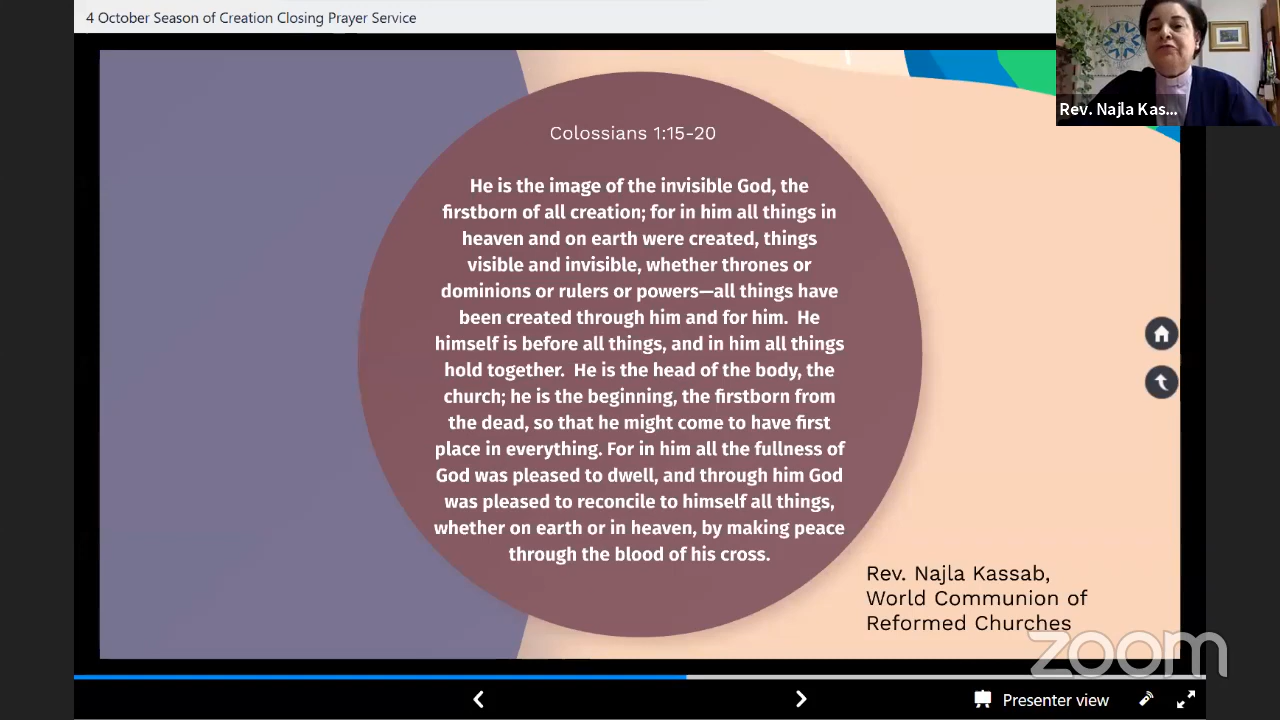 4 October Season of Creation Closing Prayer Service
Rev. Najla Kas...
Colossians 1:15-20
He is the image of the invisible God, the
firstborn of all creation; for in him all things in
heaven and on earth were created, things
visible and invisible, whether thrones or
dominions or rulers or powers—all things have
been created through him and for him.  He
himself is before all things, and in him all things
hold together.  He is the head of the body, the
church; he is the beginning, the firstborn from
the dead, so that he might come to have first
place in everything. For in him all the fullness of
God was pleased to dwell, and through him God
was pleased to reconcile to himself all things,
whether on earth or in heaven, by making peace
through the blood of his cross.
Rev. Najla Kassab,
World Communion of
Reformed Churches
zoom
Presenter view